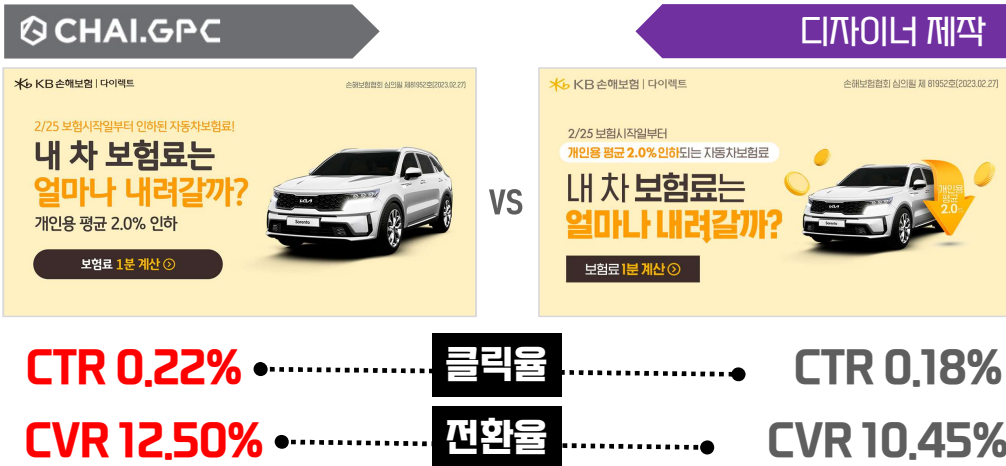 CHAI.GPC
디자이너 제작
KB손해보험 | 다이렉트
손해보험협회 심의필 제81952호(2023.02.27)
2/25 보험시작일부터 인하된 자동차보험료!
내 차 보험료는
얼마나 내려갈까?
개인용 평균 2.0% 인하
보험료 1분 계산
KIA
Sorento
VS
KB손해보험 | 다이렉트
손해보험협회 심의필 제 81952호(2023.02.27)
2/25 보험시작일부터
개인용 평균 2.0%인하되는 자동차보험료
내 차 보험료는
얼마나 내려갈까?
보험료 1분 계산
개인용
평균
2.0%
CTR 0.22%
클릭율
CTR 0.18%
CVR 12.50%
전환율
CVR 10.45%